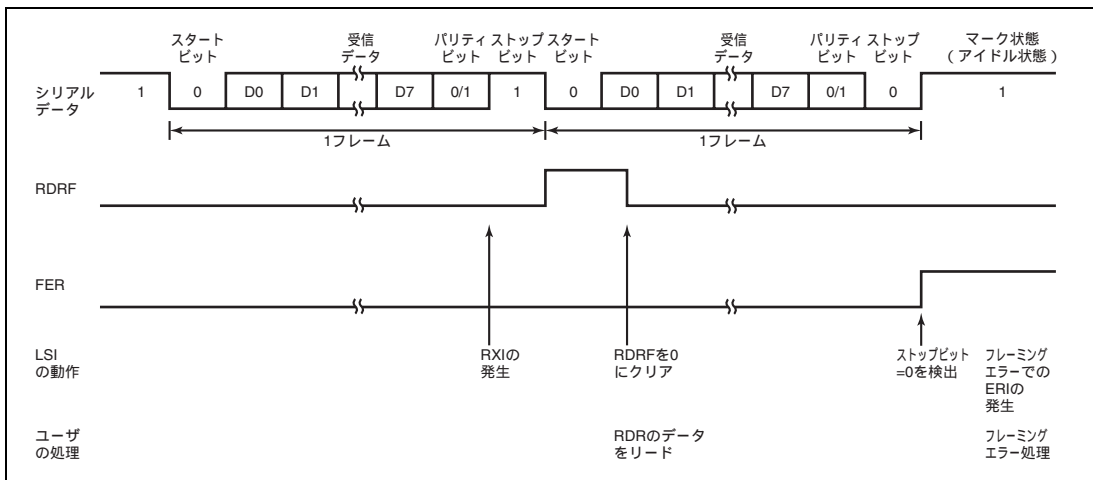 スタート
ビット
受信
データ
パリティ ストップ スタート
ビット ビット ビット
受信
データ
パリティ ストップ
ビット ビット
マーク状態
（アイドル状態）
シリアル
データ
1 0 D0 D1 D7 0/1 1 0 D0 D1 D7 0/1 0 1
1フレーム 1フレーム
RDRF
FER
LSI
の動作
RXIの
発生
RDRFを0
にクリア
ストップビット
=0を検出
フレーミング
エラーでの
ERIの
発生
ユーザ
の処理
RDRのデータ
をリード
フレーミング
エラー処理